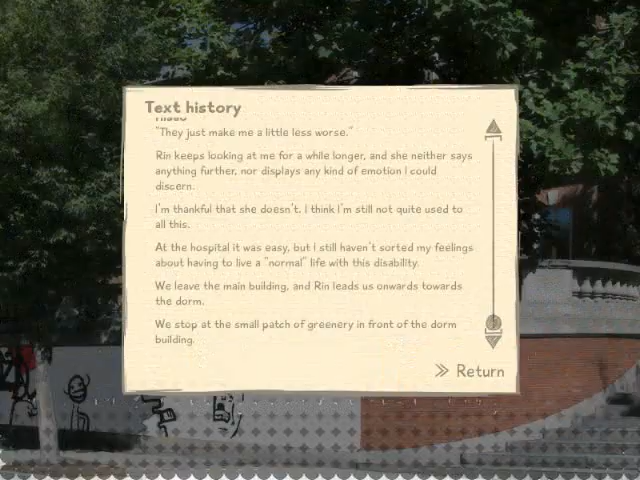 Text history
Hisao
"They just make me a little less worse."
Rin keeps looking at me for a while longer, and she neither says
anything further, nor displays any kind of emotion I could
discern.
I'm thankful that she doesn't. I think I'm still not quite used to
all this.
At the hospital it was easy, but I still haven't sorted my feelings
about having to live a "normal" life with this disability.
We leave the main building, and Rin leads us onwards towards
the dorm.
We stop at the small patch of greenery in front of the dorm
building.
>> Return